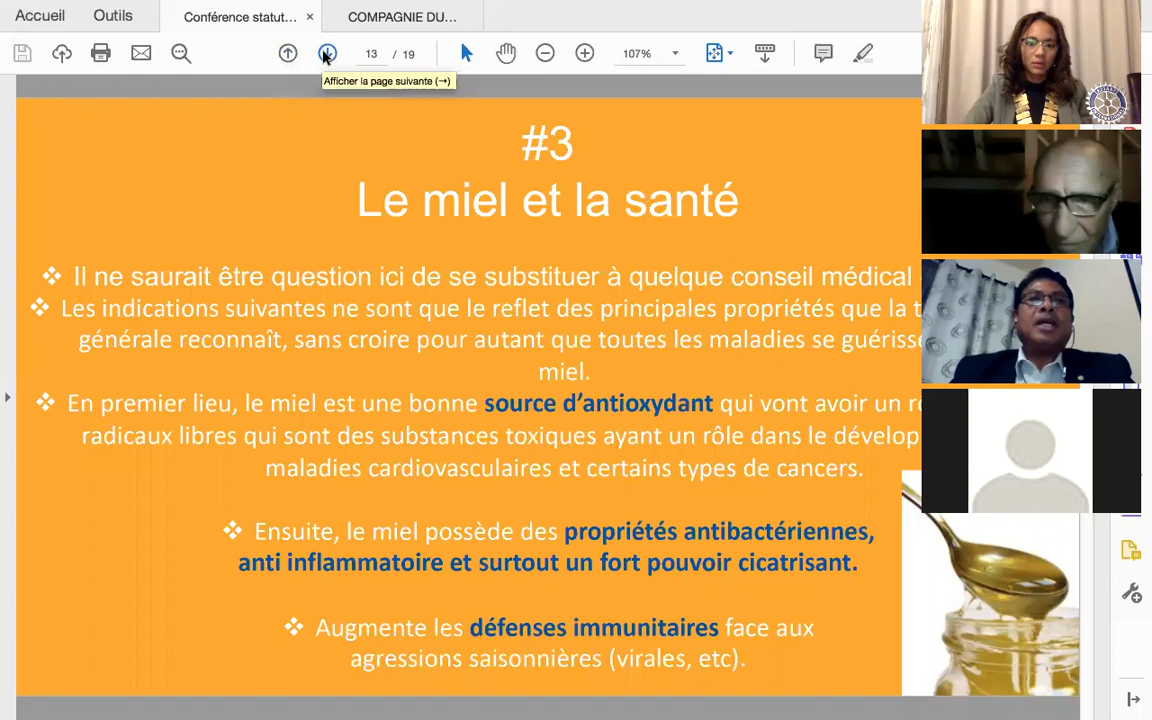 Accueil
Outils
Conférence statut...
×
COMPAGNIE DU...
13 / 19
107%
Afficher la page suivante (→)
#3
Le miel et la santé
❖ Il ne saurait être question ici de se substituer à quelque conseil médical
❖ Les indications suivantes ne sont que le reflet des principales propriétés que la
générale reconnaît, sans croire pour autant que toutes les maladies se
miel.
❖ En premier lieu, le miel est une bonne source d’antioxydant qui vont avoir un
radicaux libres qui sont des substances toxiques ayant un rôle dans le
maladies cardiovasculaires et certains types de cancers.
❖ Ensuite, le miel possède des propriétés antibactériennes,
anti inflammatoire et surtout un fort pouvoir cicatrisant.
❖ Augmente les défenses immunitaires face aux
agressions saisonnières (virales, etc).